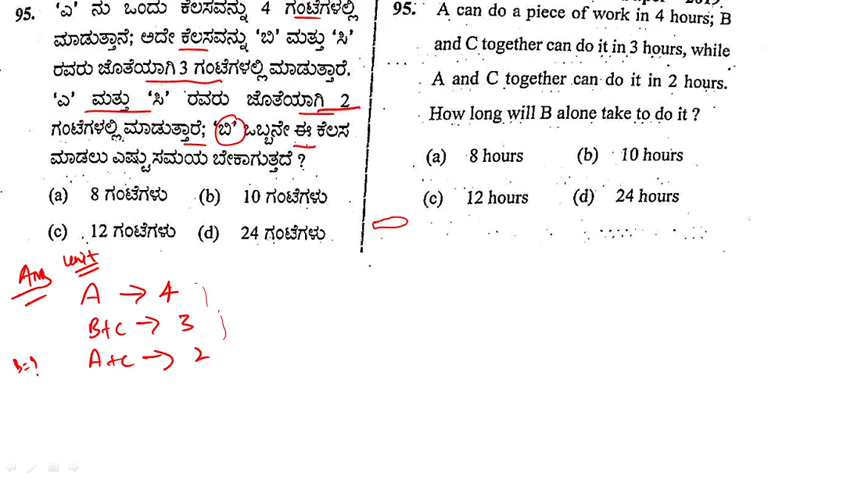 95. 'ಎ' ನು ಒಂದು ಕೆಲಸವನ್ನು 4 ಗಂಟೆಗಳಲ್ಲಿ
ಮಾಡುತ್ತಾನೆ; ಅದೇ ಕೆಲಸವನ್ನು 'ಬಿ' ಮತ್ತು 'ಸಿ'
ರವರು ಜೊತೆಯಾಗಿ 3 ಗಂಟೆಗಳಲ್ಲಿ ಮಾಡುತ್ತಾರೆ.
'ಎ' ಮತ್ತು 'ಸಿ' ರವರು ಜೊತೆಯಾಗಿ 2
ಗಂಟೆಗಳಲ್ಲಿ ಮಾಡುತ್ತಾರೆ; 'ಬಿ' ಒಬ್ಬನೇ ಈ ಕೆಲಸ
ಮಾಡಲು ಎಷ್ಟು ಸಮಯ ಬೇಕಾಗುತ್ತದೆ ?
(a) 8 ಗಂಟೆಗಳು (b) 10 ಗಂಟೆಗಳು
(c) 12 ಗಂಟೆಗಳು (d) 24 ಗಂಟೆಗಳು
95. A can do a piece of work in 4 hours; B
and C together can do it in 3 hours, while
A and C together can do it in 2 hours.
How long will B alone take to do it ?
(a) 8 hours (b) 10 hours
(c) 12 hours (d) 24 hours
Ans unit
A → 4
B+C → 3
B=? A+C → 2